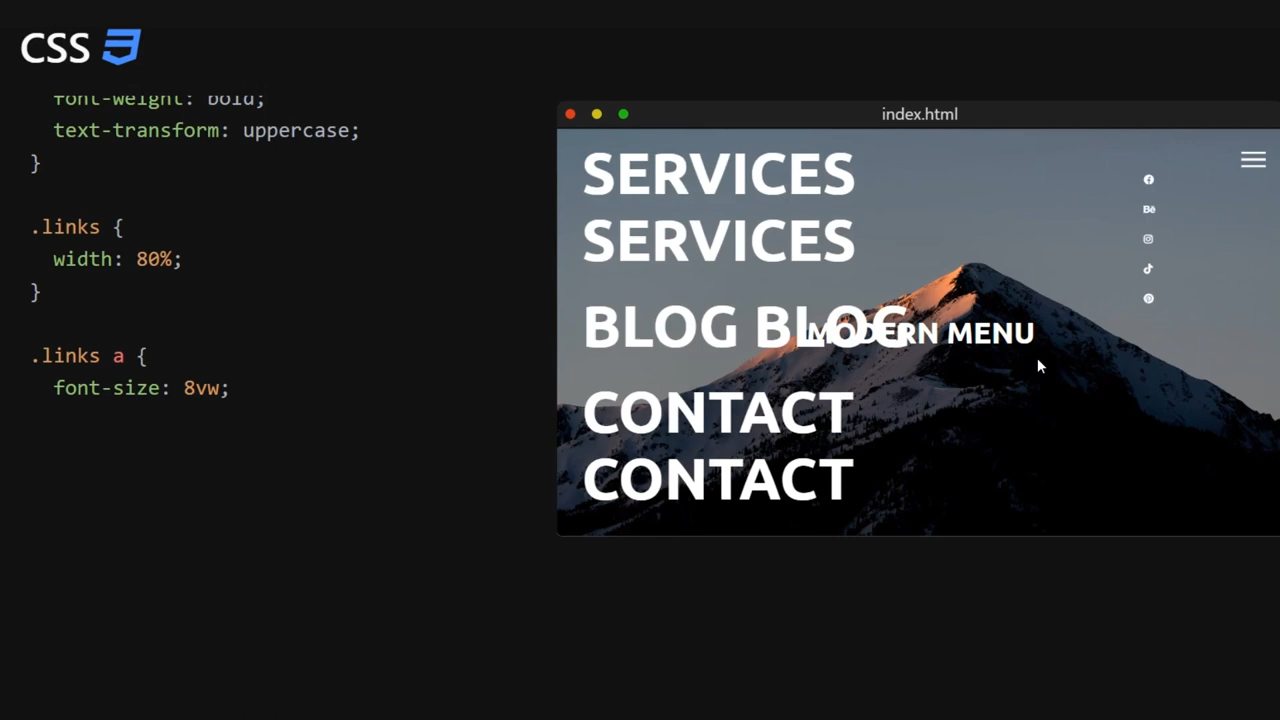 CSS
font-weight: bold;
text-transform: uppercase;
}
.links {
width: 80%;
}
.links a {
font-size: 8vw;
index.html
SERVICES
SERVICES
BLOG BLOG
MODERN MENU
CONTACT
CONTACT
Bē